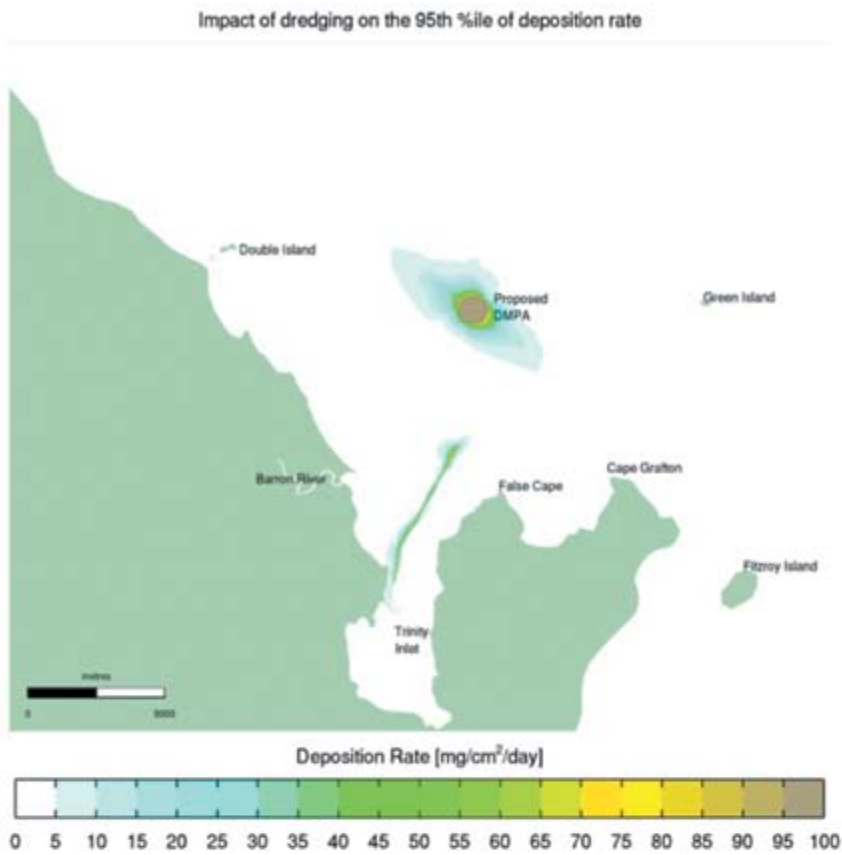 Impact of dredging on the 95th %ile of deposition rate
Double Island
Proposed
DMPA
Green Island
Barron River
False Cape
Cape Grafton
Fitzroy Island
Trinity
Inlet
metres
0 5000
Deposition Rate [mg/cm²/day]
0 5 10 15 20 25 30 35 40 45 50 55 60 65 70 75 80 85 90 95 100